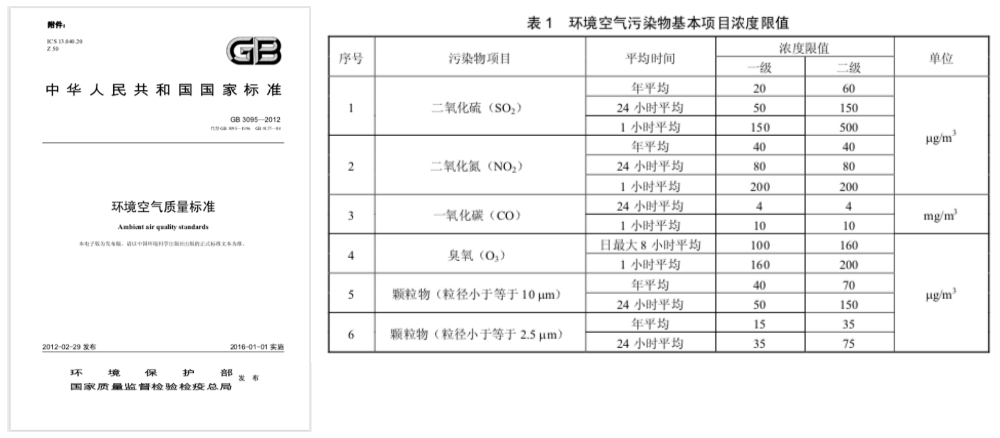 附件：
ICS 13.040.20
Z 50
GB
中华人民共和国国家标准
GB 3095—2012
代替 GB 3095—1996 GB 9137—88
环境空气质量标准
Ambient air quality standards
本电子版为发布稿。请以中国环境科学出版社出版的正式标准文本为准。
2012-02-29 发布 2016-01-01 实施
环境保护部
国家质量监督检验检疫总局
发布
表 1 环境空气污染物基本项目浓度限值
序号 污染物项目 平均时间 浓度限值 单位
一级 二级
1 二氧化硫（SO₂） 年平均 20 60 μg/m³
24 小时平均 50 150
1 小时平均 150 500
2 二氧化氮（NO₂） 年平均 40 40
24 小时平均 80 80
1 小时平均 200 200
3 一氧化碳（CO） 24 小时平均 4 4 mg/m³
1 小时平均 10 10
4 臭氧（O₃） 日最大 8 小时平均 100 160 μg/m³
1 小时平均 160 200
5 颗粒物（粒径小于等于 10 μm） 年平均 40 70
24 小时平均 50 150
6 颗粒物（粒径小于等于 2.5 μm） 年平均 15 35
24 小时平均 35 75